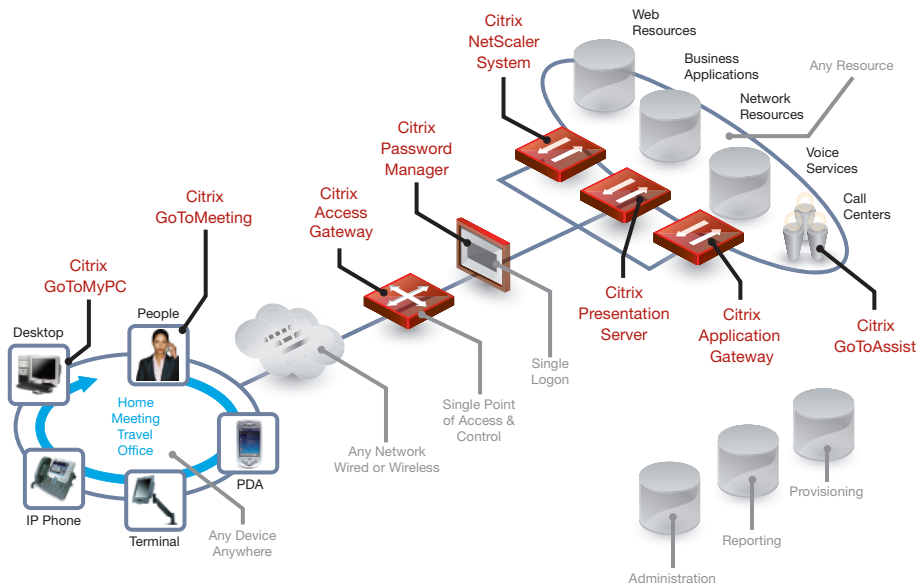 Citrix
NetScaler
System
Web
Resources
Business
Applications
Any Resource
Network
Resources
Voice
Services
Call
Centers
Citrix
Password
Manager
Citrix
Access
Gateway
Citrix
GoToMeeting
Citrix
GoToMyPC
Citrix
Presentation
Server
Citrix
Application
Gateway
Citrix
GoToAssist
Desktop
People
Home
Meeting
Travel
Office
PDA
IP Phone
Terminal
Any Device
Anywhere
Any Network
Wired or Wireless
Single Point
of Access &
Control
Single
Logon
Provisioning
Reporting
Administration